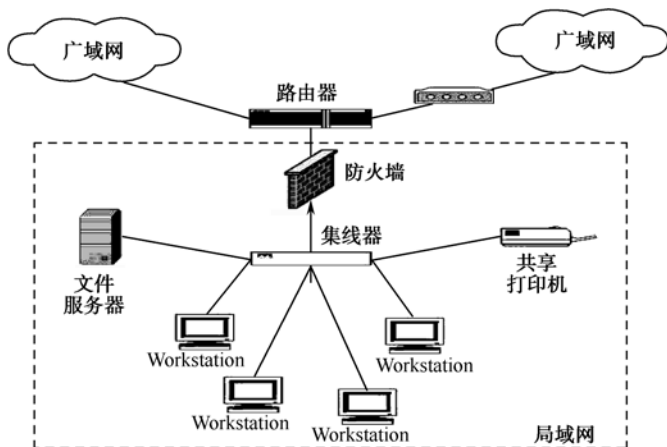 广域网
广域网
路由器
防火墙
集线器
文件
服务器
共享
打印机
Workstation
Workstation
Workstation
Workstation
局域网